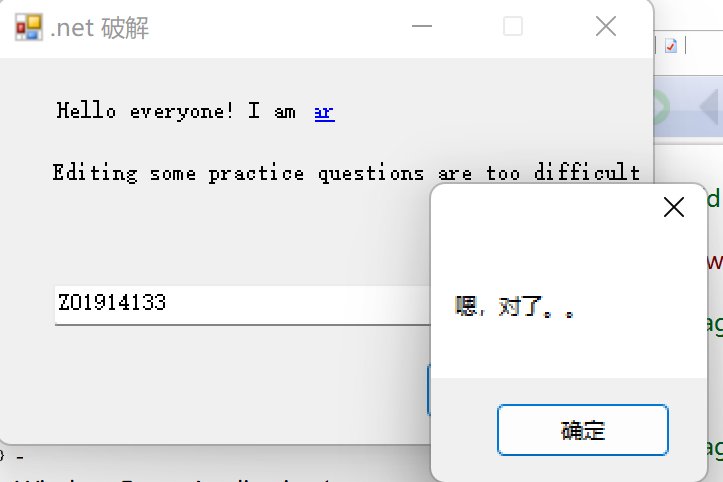 .net 破解
Hello everyone! I am ar
Editing some practice questions are too difficult
Z01914133
嗯，对了。。
确定